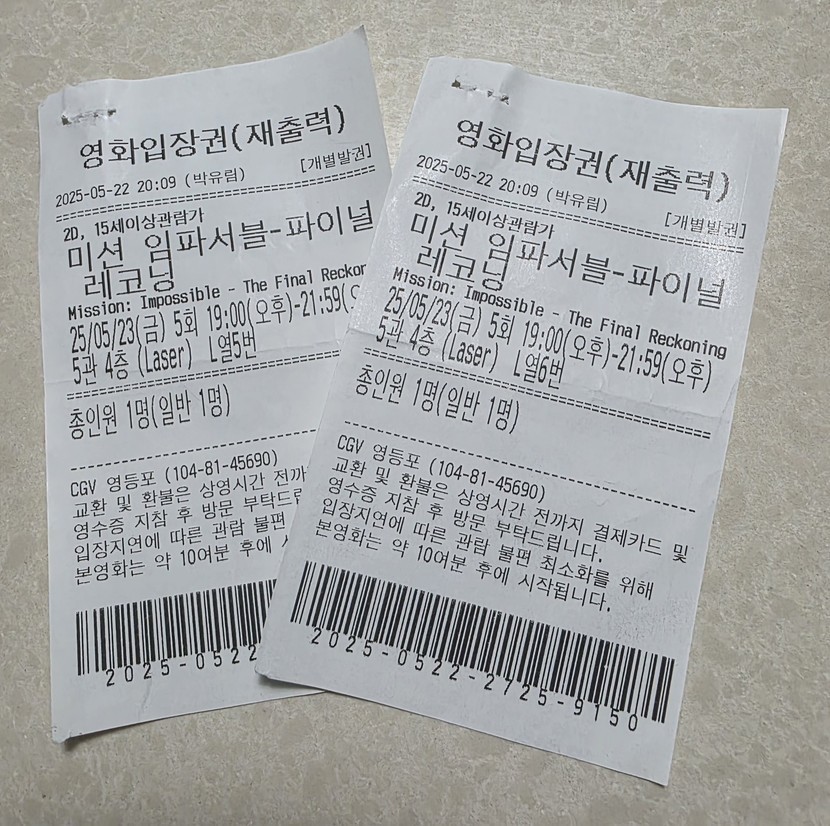 영화입장권(재출력)
2025-05-22 20:09 (박유림) [개별발권]
2D, 15세이상관람가
미션 임파서블-파이널
레코닝
Mission: Impossible - The Final Reckon
25/05/23(금) 5회 19:00(오후)-21:59(오
5관 4층 (Laser) L열5번
총인원 1명(일반 1명)
CGV 영등포 (104-81-45690)
교환 및 환불은 상영시간 전까지
영수증 지참 후 방문 부탁드립
입장지연에 따른 관람 불편
본영화는 약 10여분 후에
2025-0522
영화입장권(재출력)
2025-05-22 20:09 (박유림) [개별발권]
2D, 15세이상관람가
미션 임파서블-파이널
레코닝
Mission: Impossible - The Final Reckoning
25/05/23(금) 5회 19:00(오후)-21:59(오후)
5관 4층 (Laser) L열6번
총인원 1명(일반 1명)
CGV 영등포 (104-81-45690)
교환 및 환불은 상영시간 전까지 결제카드 및
영수증 지참 후 방문 부탁드립니다.
입장지연에 따른 관람 불편 최소화를 위해
본영화는 약 10여분 후에 시작됩니다.
2025-0522-2725-9150